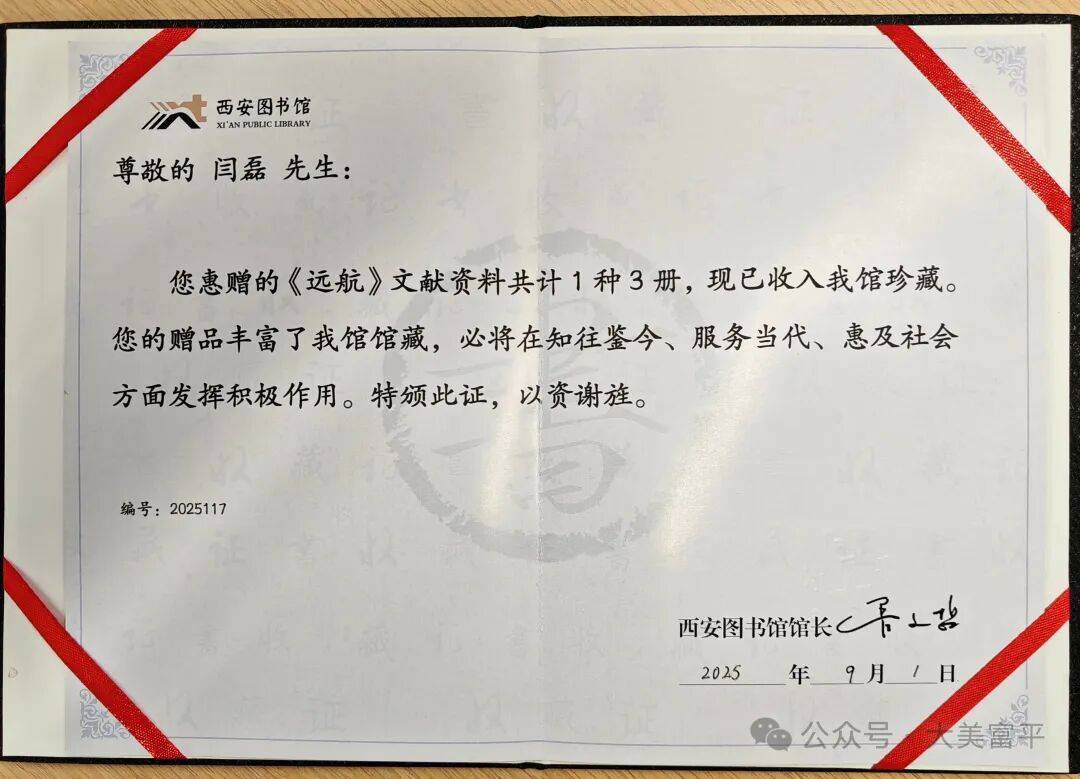 西安图书馆
XI'AN PUBLIC LIBRARY
尊敬的 闫磊 先生：
您惠赠的《远航》文献资料共计1种3册，现已收入我馆珍藏。
您的赠品丰富了我馆馆藏，必将在知往鉴今、服务当代、惠及社会
方面发挥积极作用。特颁此证，以资谢旌。
编号：2025117
西安图书馆馆长
2025 年 9 月 1 日
公众号·大美富平